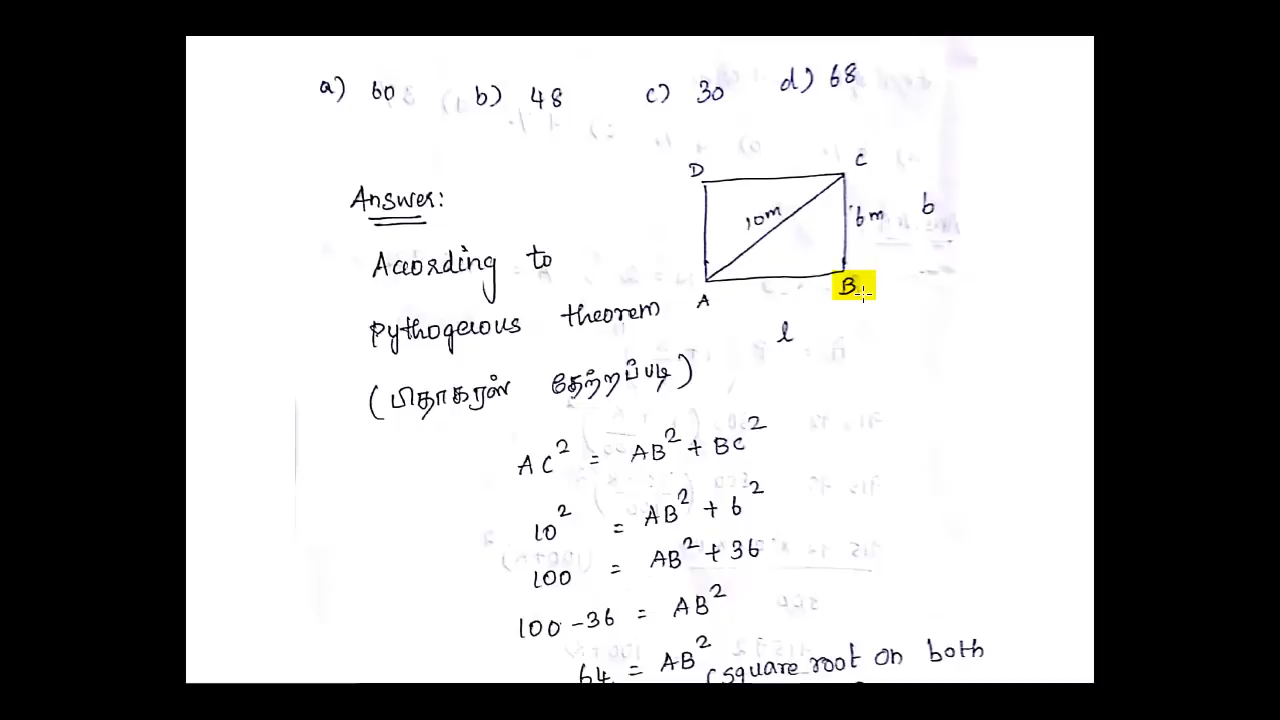 a) 60 b) 48 c) 30 d) 68
D C
Answer:
10m 6m b
According to
A B
pythogerous theorem
l
(பிதாகரஸ் தேற்றப்படி)
AC² = AB² + BC²
10² = AB² + 6²
100 = AB² + 36
100 - 36 = AB²
64 = AB² (square root on both